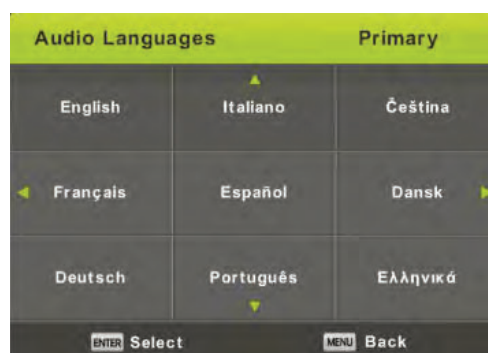 Audio Languages Primary
English Italiano Čeština
Français Español Dansk
Deutsch Português Ελληνικά
ENTER Select MENU Back